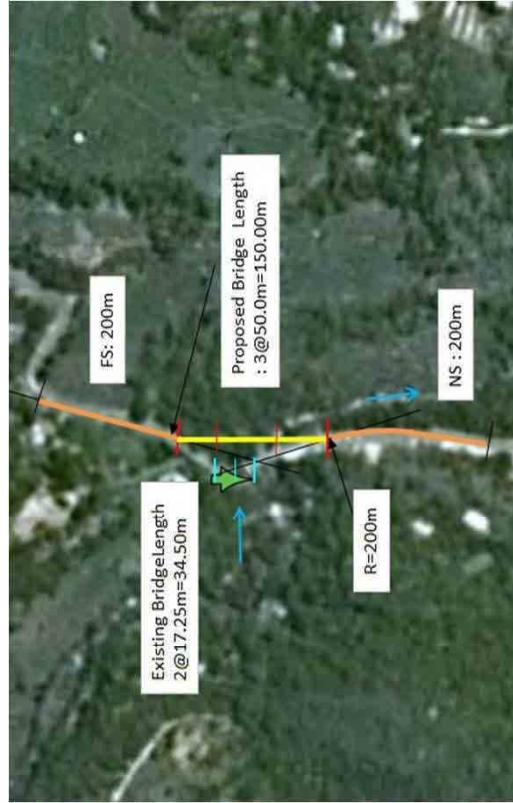 FS: 200m
Proposed Bridge Length
: 3@50.0m=150.00m
NS : 200m
Existing BridgeLength
2@17.25m=34.50m
R=200m